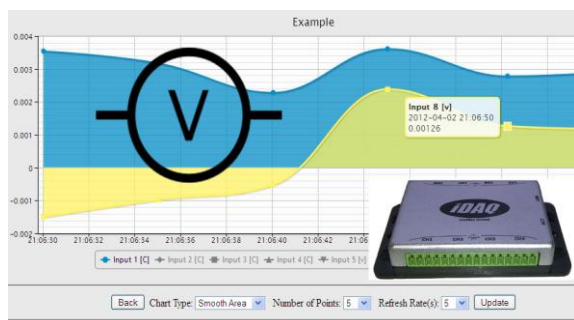 Example
0.004
0.003
0.002
0.001
0
-0.001
-0.002
V
Input 8 [v]
2012-04-02 21:06:50
0.00126
iDAQ
21:06:30 21:06:32 21:06:34 21:06:36 21:06:38 21:06:40 21:06:42
Input 1 [C] Input 2 [C] Input 3 [C] Input 4 [C] Input 5 [v]
Back Chart Type: Smooth Area Number of Points: 5 Refresh Rate(s): 5 Update